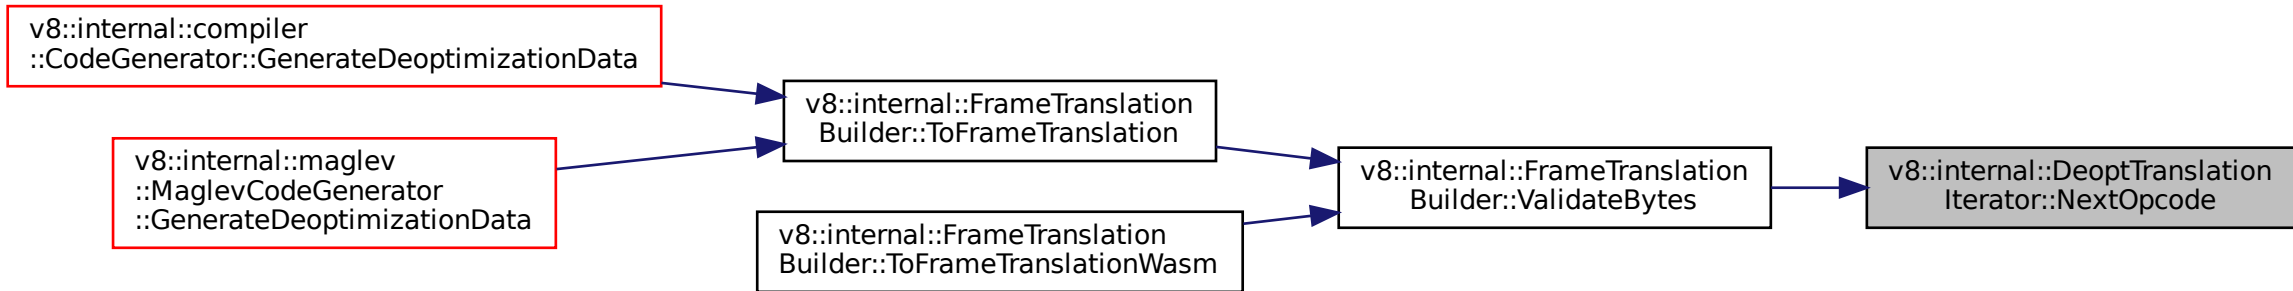 v8::internal::compiler
::CodeGenerator::GenerateDeoptimizationData
v8::internal::maglev
::MaglevCodeGenerator
::GenerateDeoptimizationData
v8::internal::FrameTranslation
Builder::ToFrameTranslation
v8::internal::FrameTranslation
Builder::ToFrameTranslationWasm
v8::internal::FrameTranslation
Builder::ValidateBytes
v8::internal::DeoptTranslation
Iterator::NextOpcode